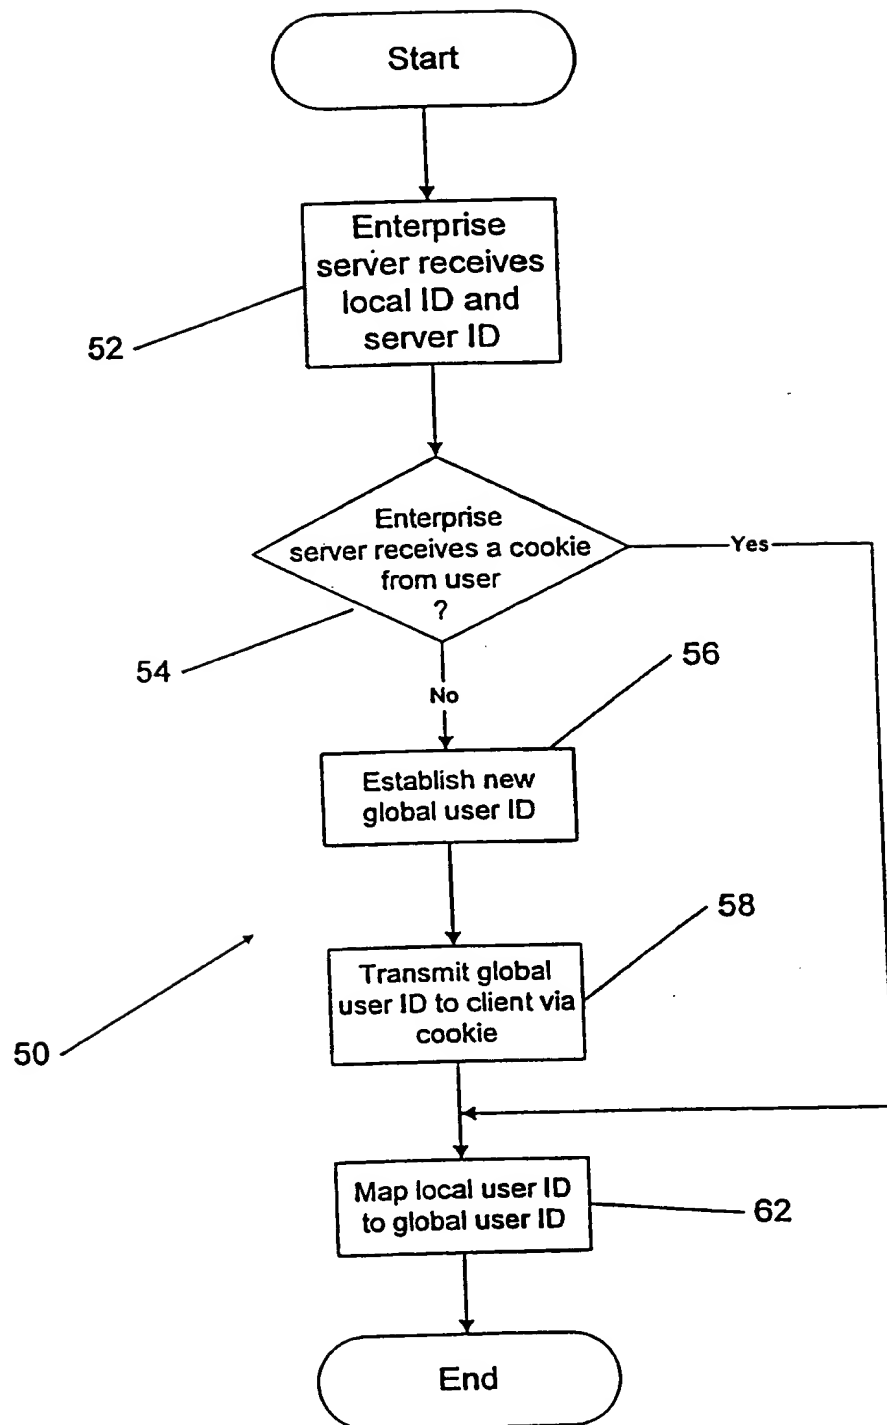 Start
Enterprise
server receives
local ID and
server ID
52
Enterprise
server receives a cookie
from user
?
Yes
54
No
56
Establish new
global user ID
58
Transmit global
user ID to client via
cookie
50
Map local user ID
to global user ID
62
End